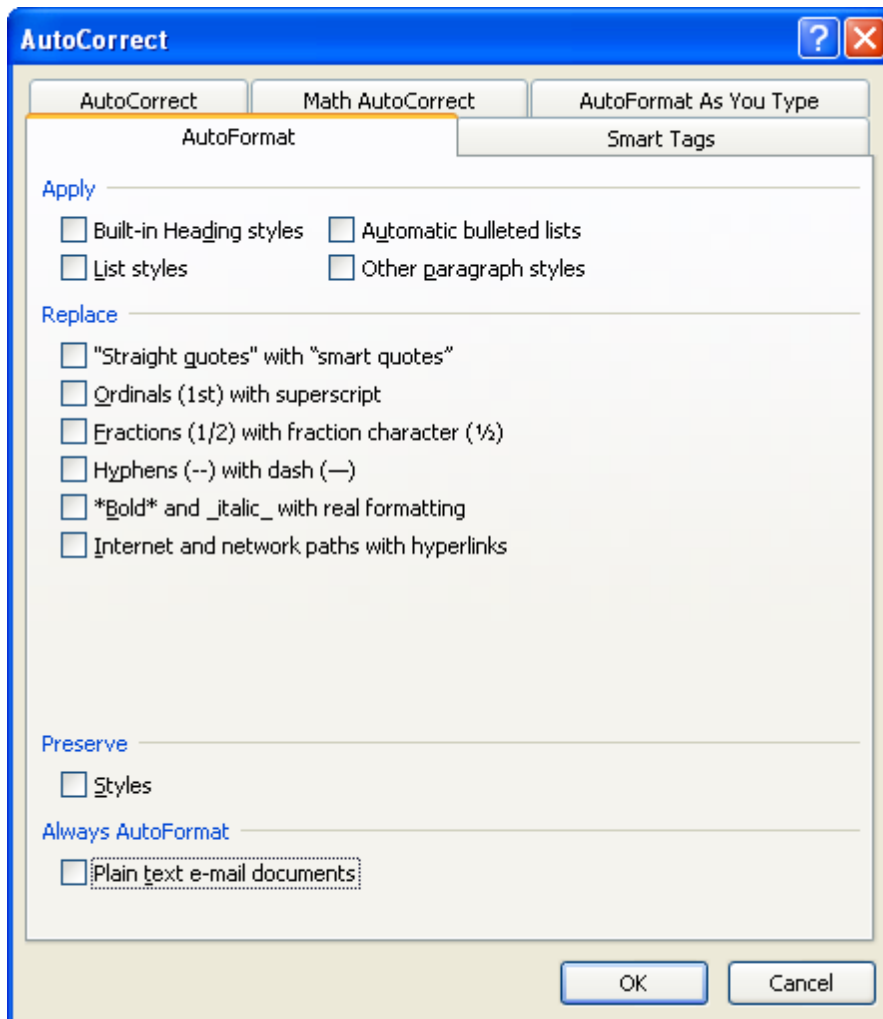 AutoCorrect
AutoCorrect Math AutoCorrect AutoFormat As You Type
AutoFormat Smart Tags
Apply
Built-in Heading styles Automatic bulleted lists
List styles Other paragraph styles
Replace
"Straight quotes" with “smart quotes”
Ordinals (1st) with superscript
Fractions (1/2) with fraction character (½)
Hyphens (--) with dash (—)
*Bold* and _italic_ with real formatting
Internet and network paths with hyperlinks
Preserve
Styles
Always AutoFormat
Plain text e-mail documents
OK Cancel